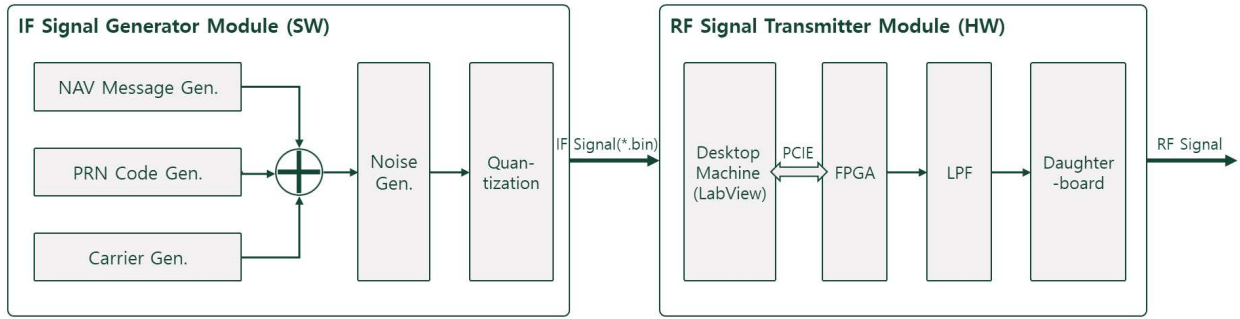 IF Signal Generator Module (SW)
NAV Message Gen.
PRN Code Gen.
Carrier Gen.
Noise
Gen.
Quan-
tization
IF Signal(*.bin)
RF Signal Transmitter Module (HW)
Desktop
Machine
(LabView)
PCIE
FPGA
LPF
Daughter
-board
RF Signal